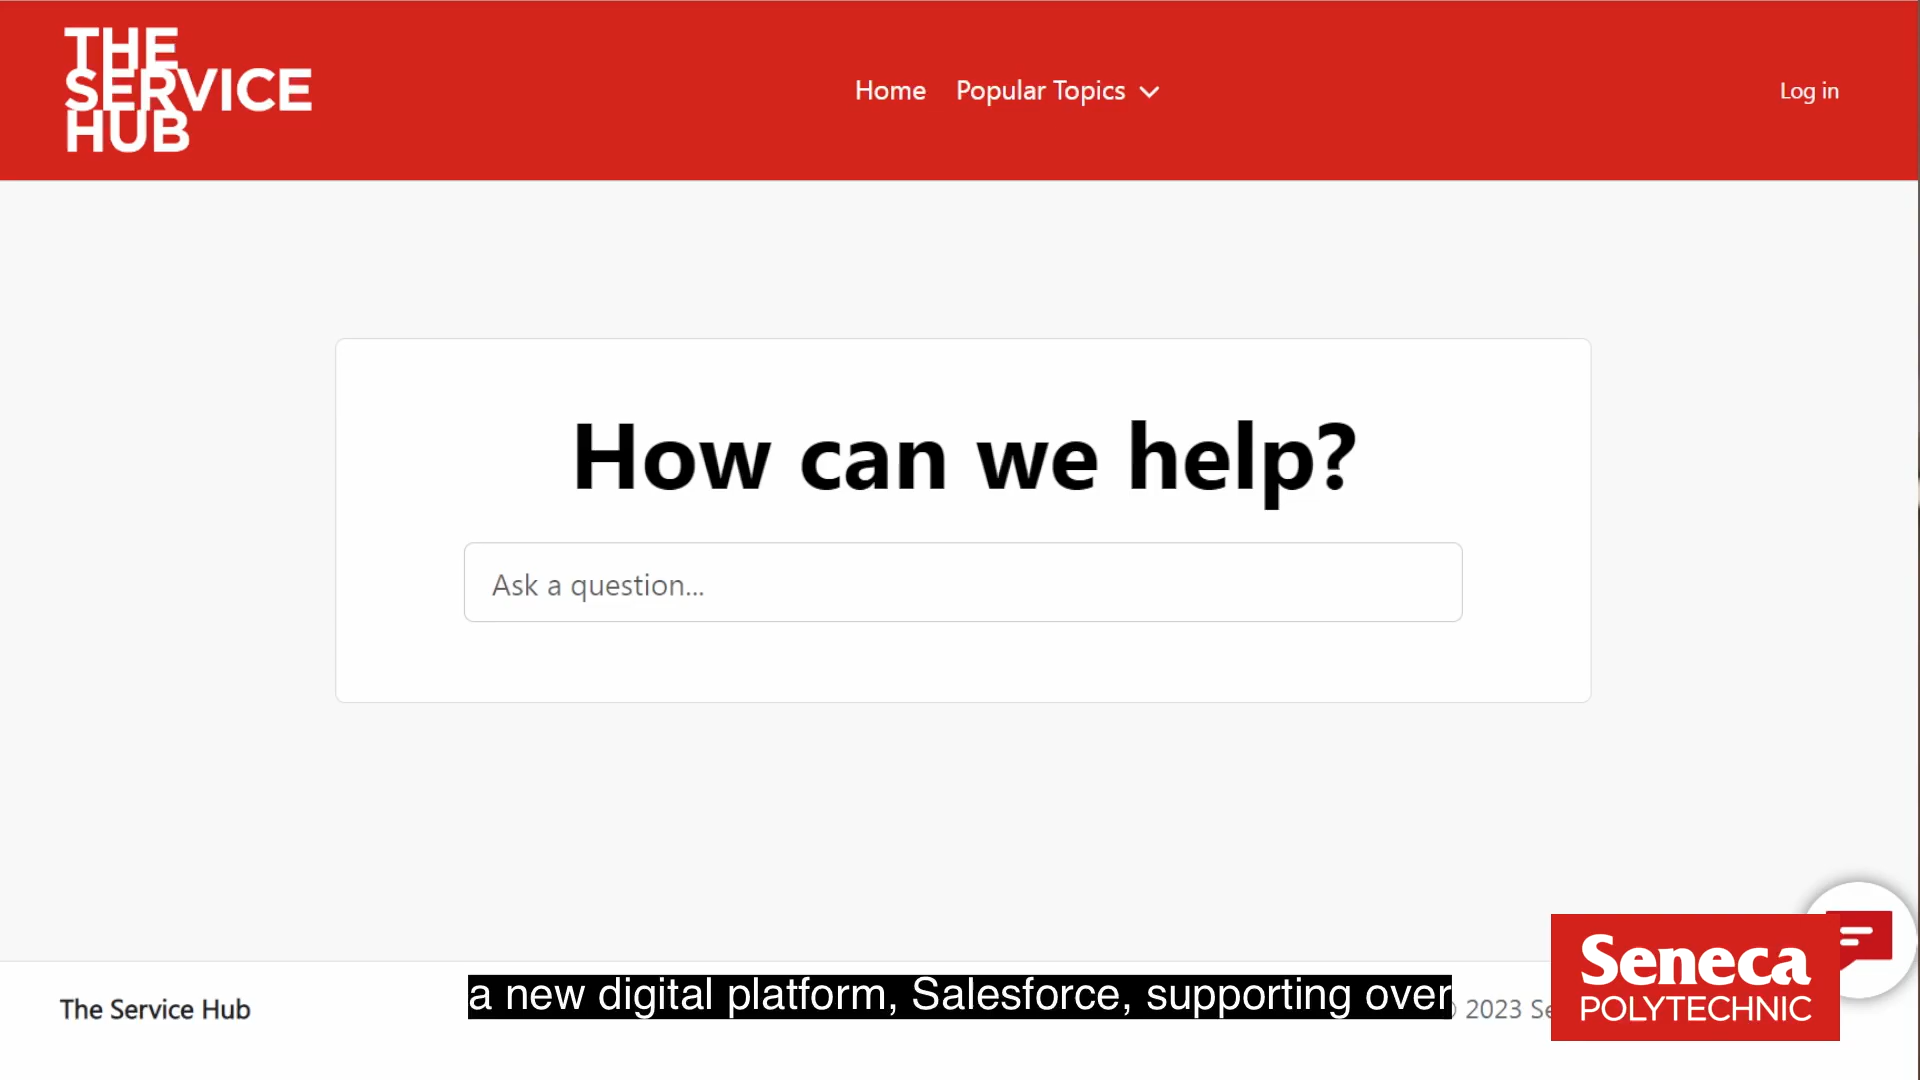 THE
SERVICE
HUB
Home
Popular Topics
Log in
How can we help?
Ask a question...
The Service Hub
a new digital platform, Salesforce, supporting over
2023
Seneca
POLYTECHNIC